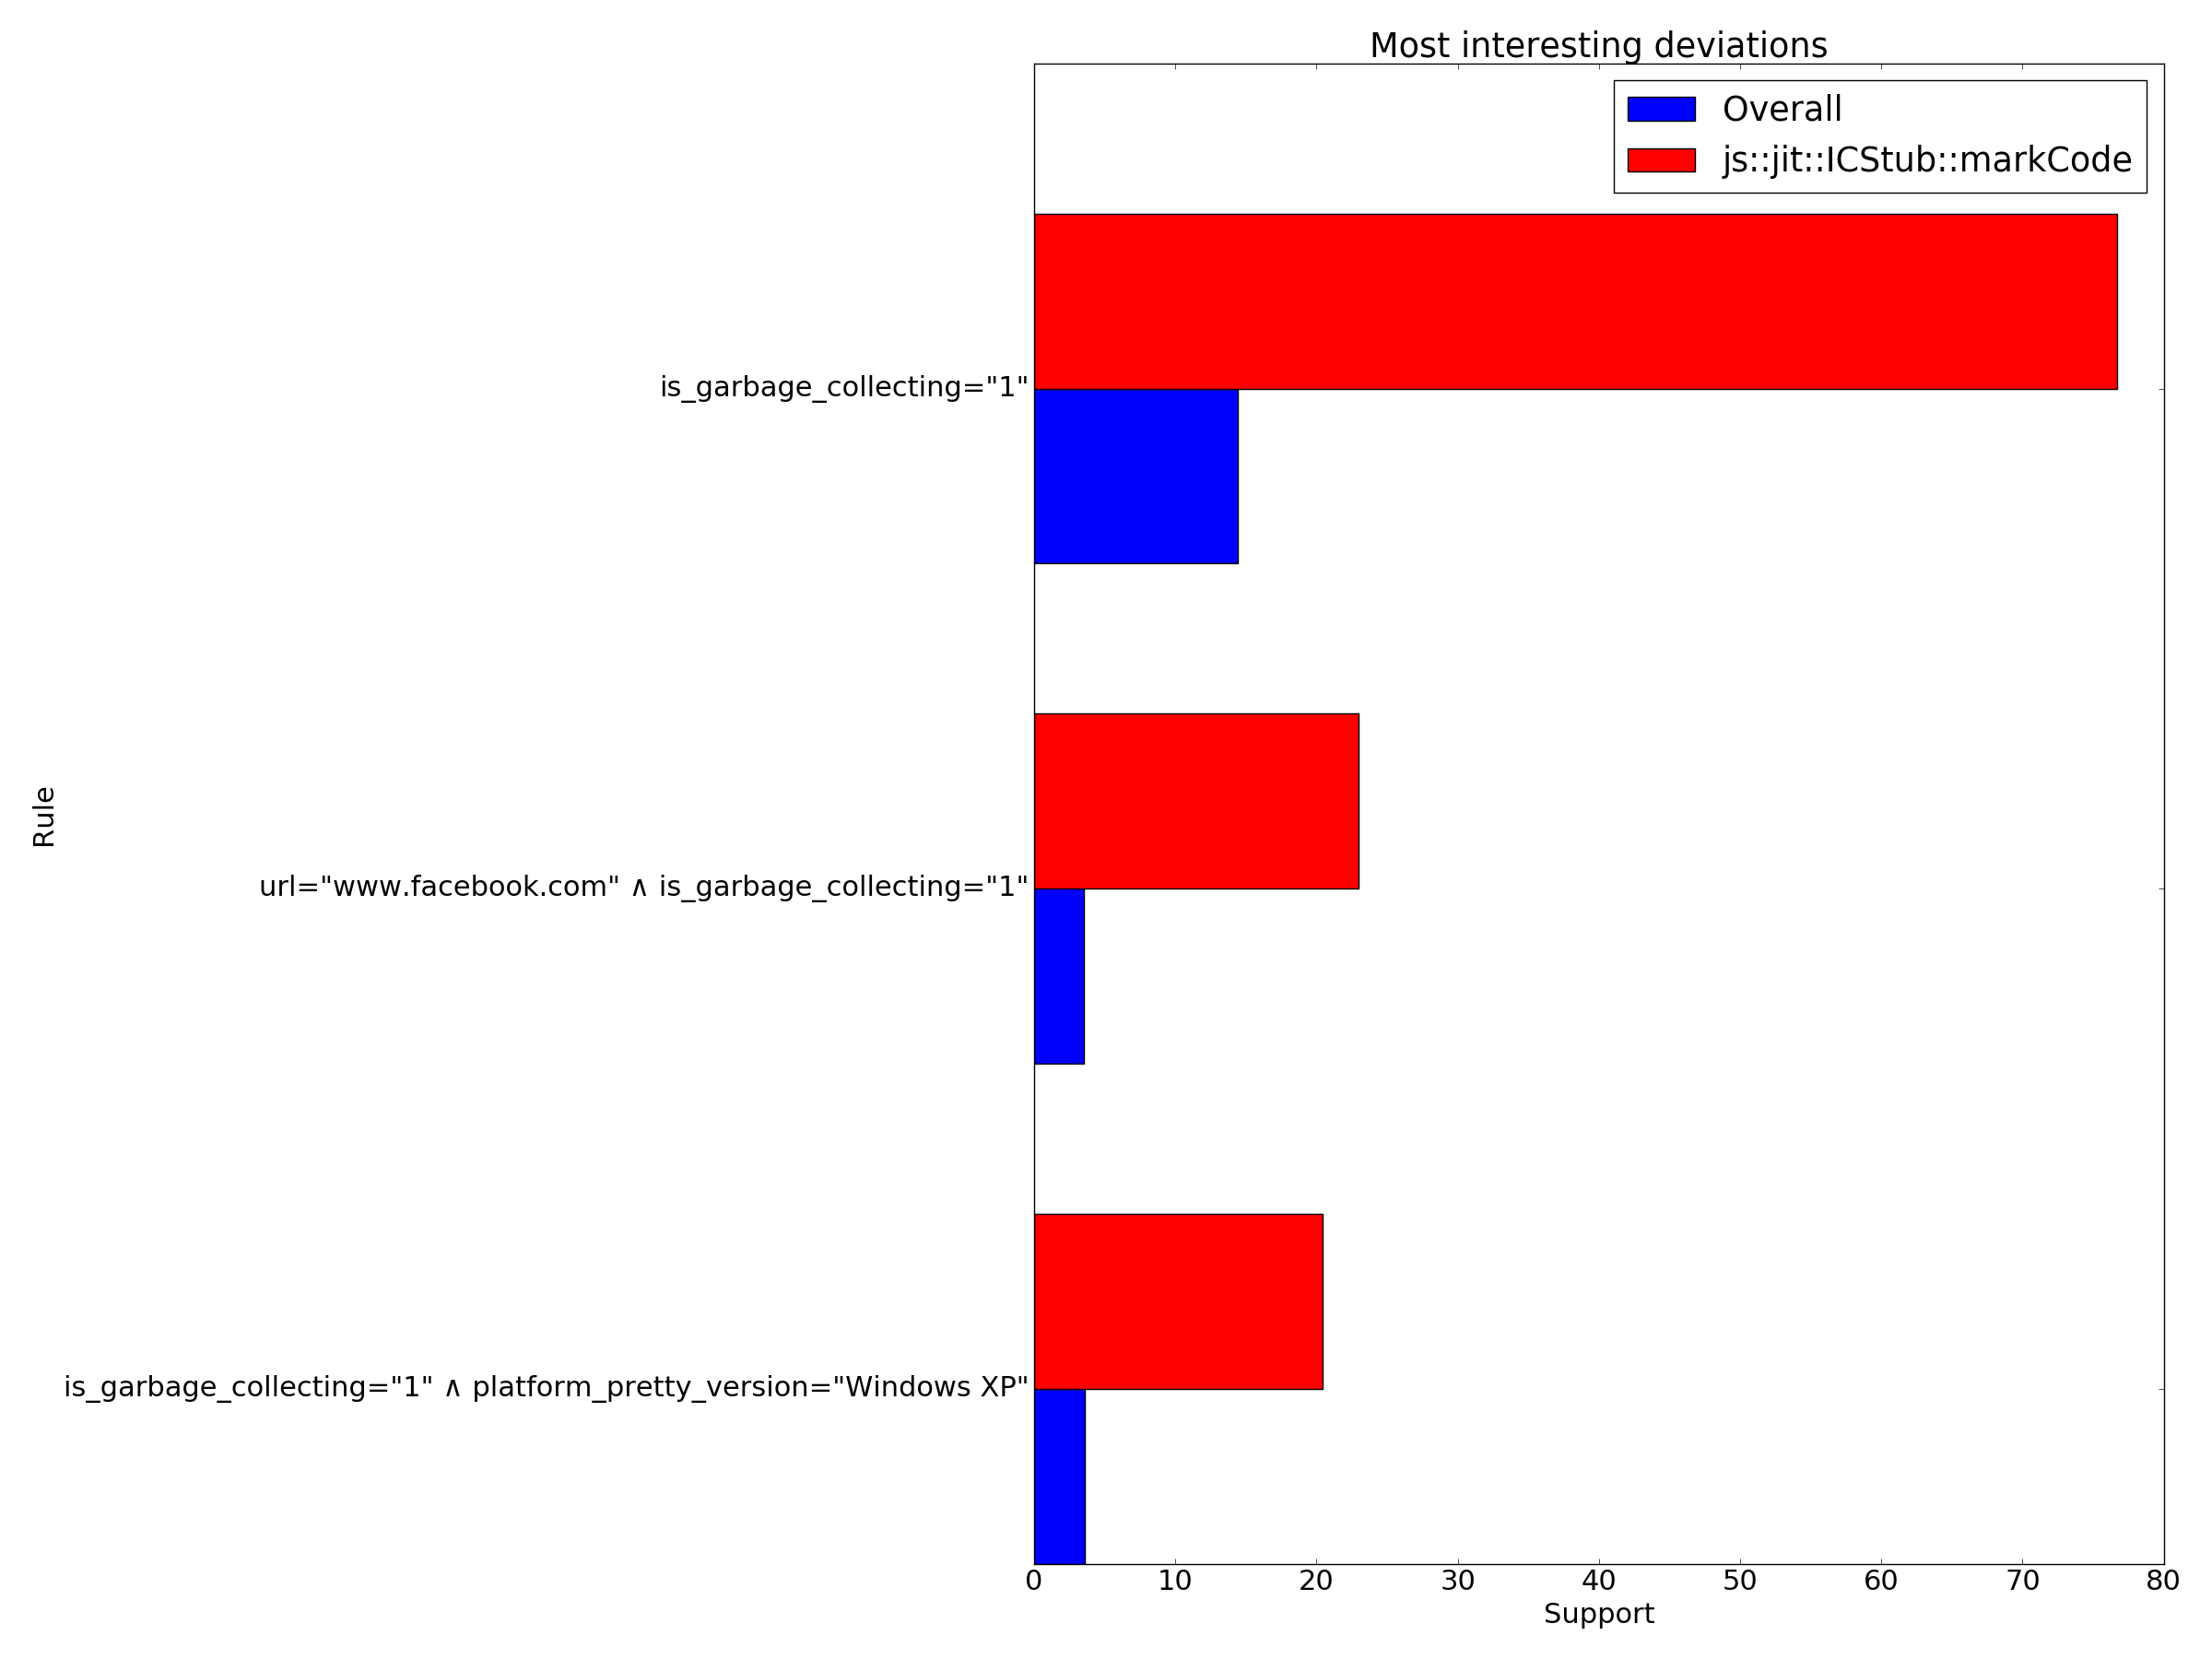 Most interesting deviations
Overall
js::jit::ICStub::markCode
is_garbage_collecting="1"
Rule
url="www.facebook.com" ∧ is_garbage_collecting="1"
is_garbage_collecting="1" ∧ platform_pretty_version="Windows XP"
0 10 20 30 40 50 60 70 80
Support